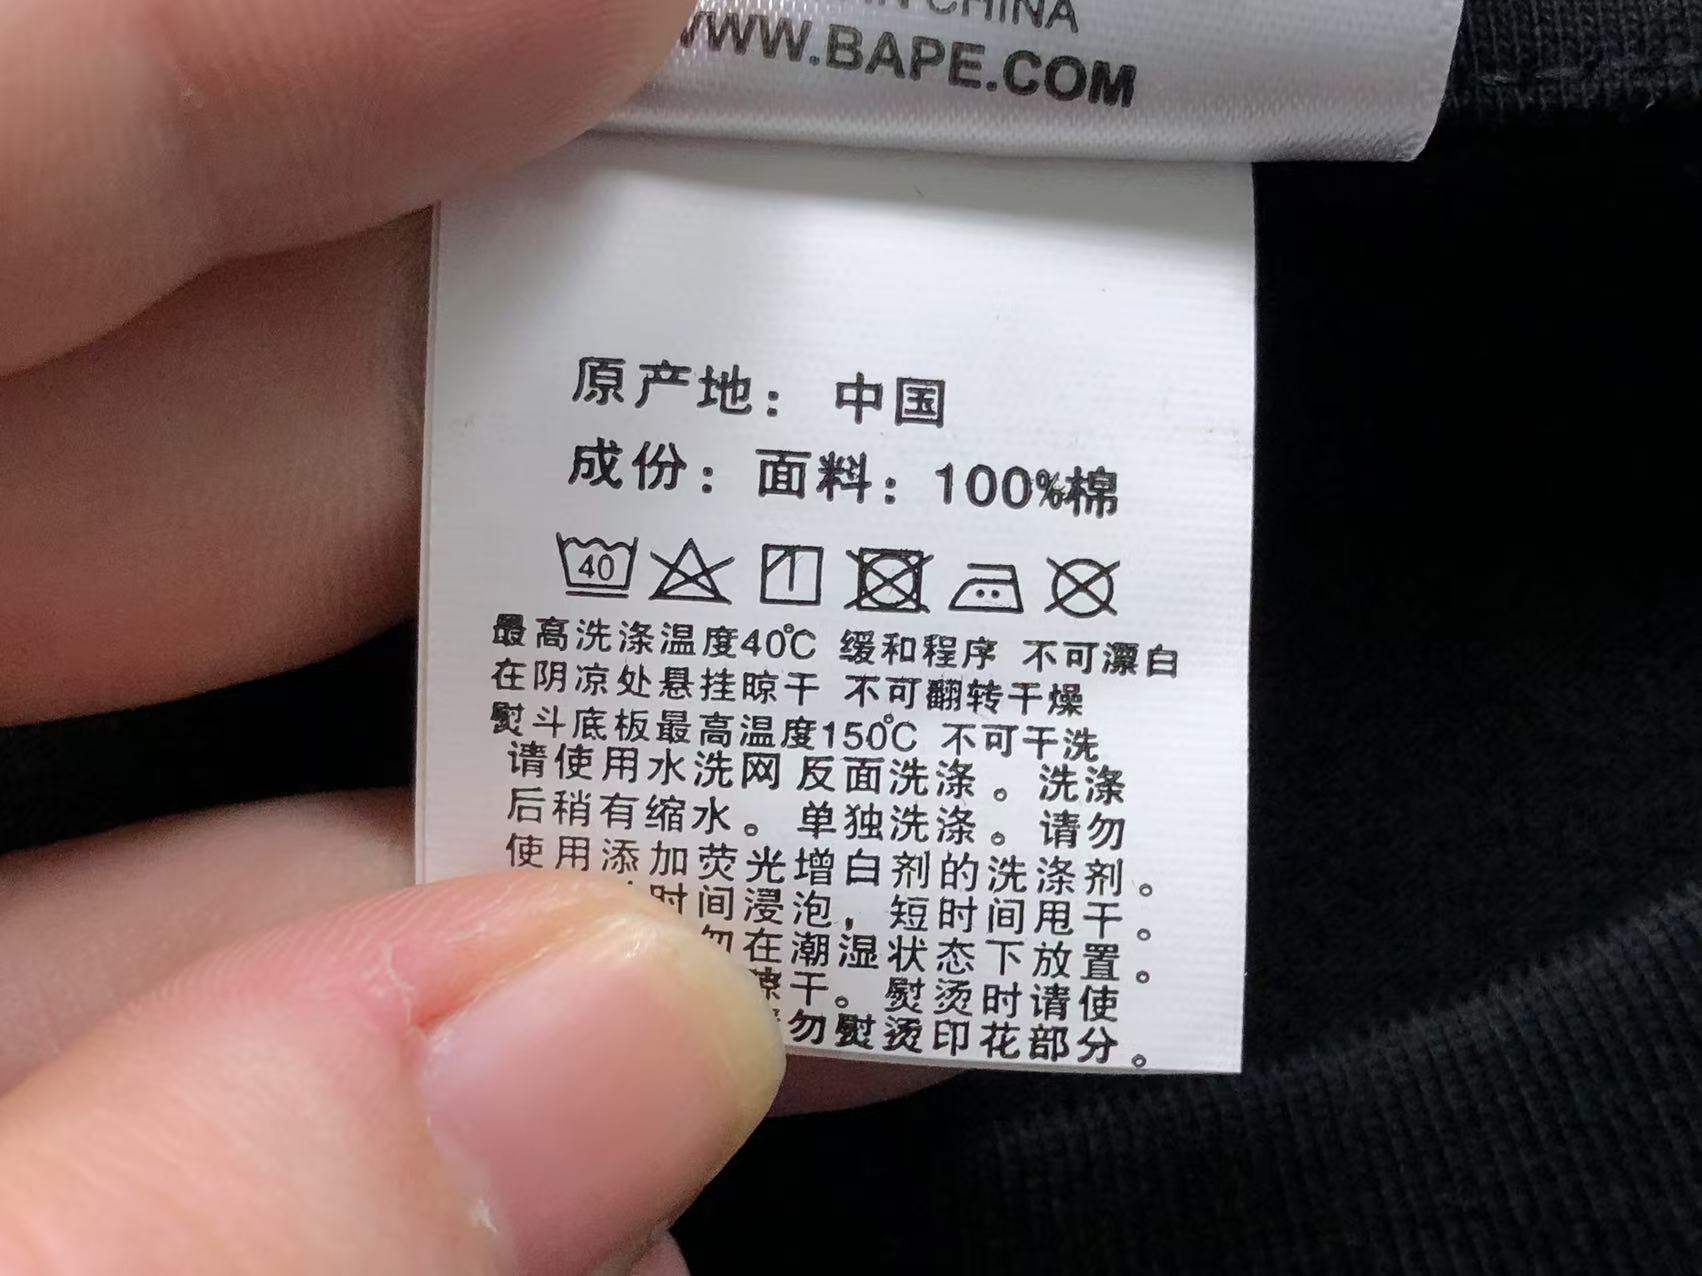 IN CHINA
WWW.BAPE.COM
原产地：中国
成份：面料：100%棉
40
最高洗涤温度40℃ 缓和程序 不可漂白
在阴凉处悬挂晾干 不可翻转干燥
熨斗底板最高温度150℃ 不可干洗
请使用水洗网反面洗涤。洗涤
后稍有缩水。单独洗涤。请勿
使用添加荧光增白剂的洗涤剂。
时间浸泡，短时间甩干。
勿在潮湿状态下放置。
晾干。熨烫时请使
勿熨烫印花部分。